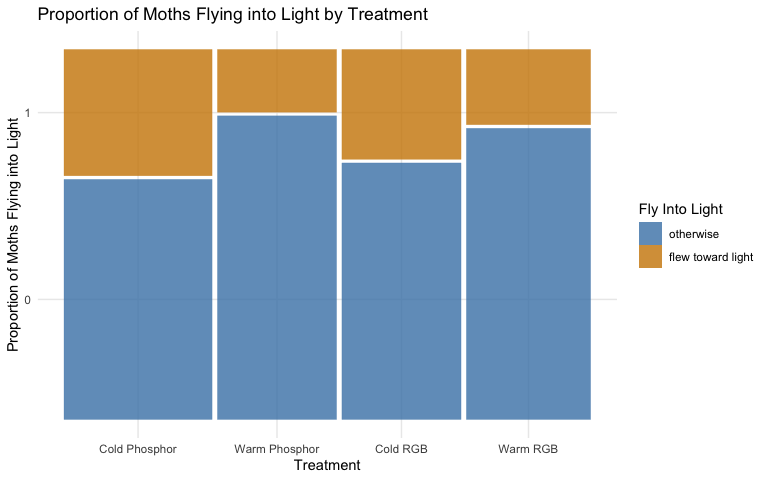 Proportion of Moths Flying into Light by Treatment
Proportion of Moths Flying into Light
1
0
Cold Phosphor
Warm Phosphor
Cold RGB
Warm RGB
Treatment
Fly Into Light
otherwise
flew toward light